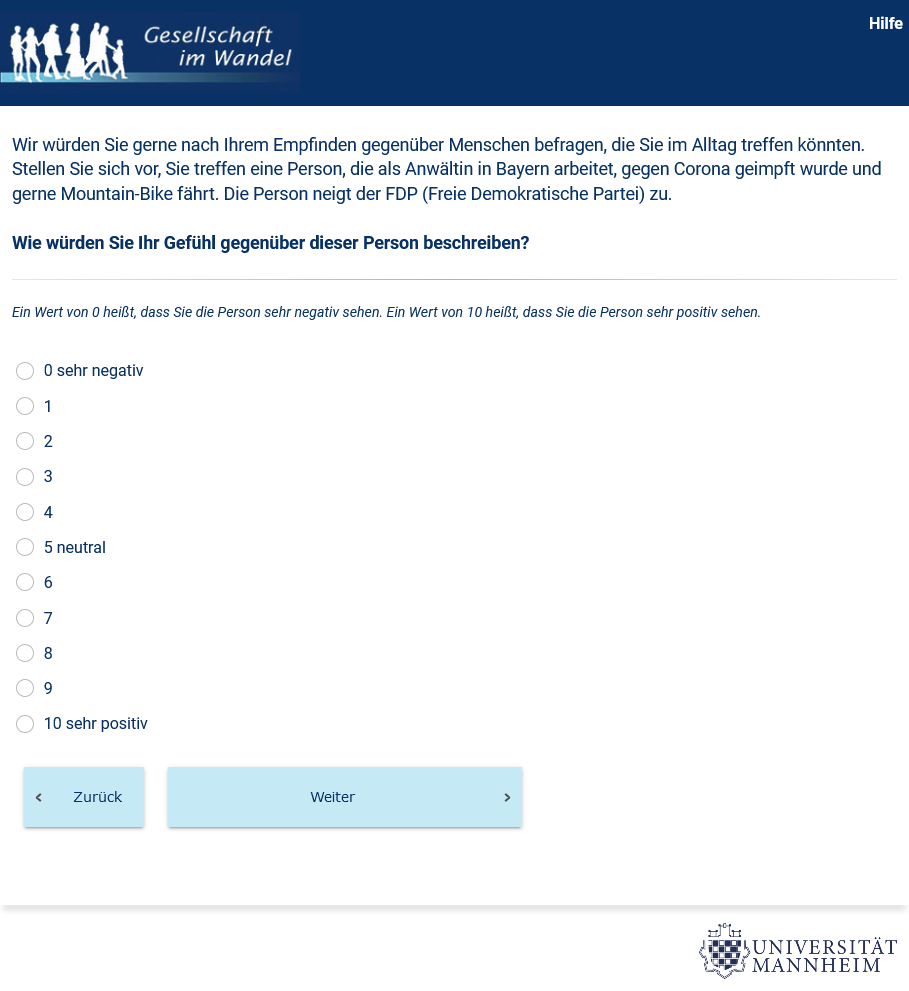 Gesellschaft
im Wandel
Hilfe
Wir würden Sie gerne nach Ihrem Empfinden gegenüber Menschen befragen, die Sie im Alltag treffen könnten.
Stellen Sie sich vor, Sie treffen eine Person, die als Anwältin in Bayern arbeitet, gegen Corona geimpft wurde und
gerne Mountain-Bike fährt. Die Person neigt der FDP (Freie Demokratische Partei) zu.
Wie würden Sie Ihr Gefühl gegenüber dieser Person beschreiben?
Ein Wert von 0 heißt, dass Sie die Person sehr negativ sehen. Ein Wert von 10 heißt, dass Sie die Person sehr positiv sehen.
0 sehr negativ
1
2
3
4
5 neutral
6
7
8
9
10 sehr positiv
Zurück
Weiter
UNIVERSITÄT
MANNHEIM